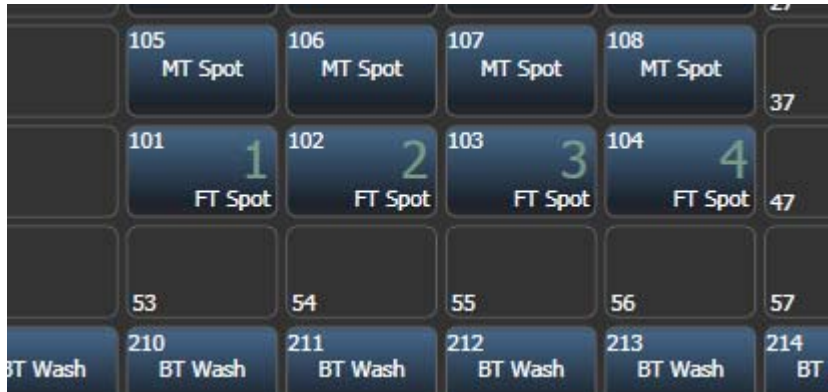 27
105 106 107 108
MT Spot MT Spot MT Spot MT Spot
37
101 1 102 2 103 3 104 4
FT Spot FT Spot FT Spot FT Spot 47
53 54 55 56 57
210 211 212 213 214
BT Wash BT Wash BT Wash BT Wash BT Wash BT